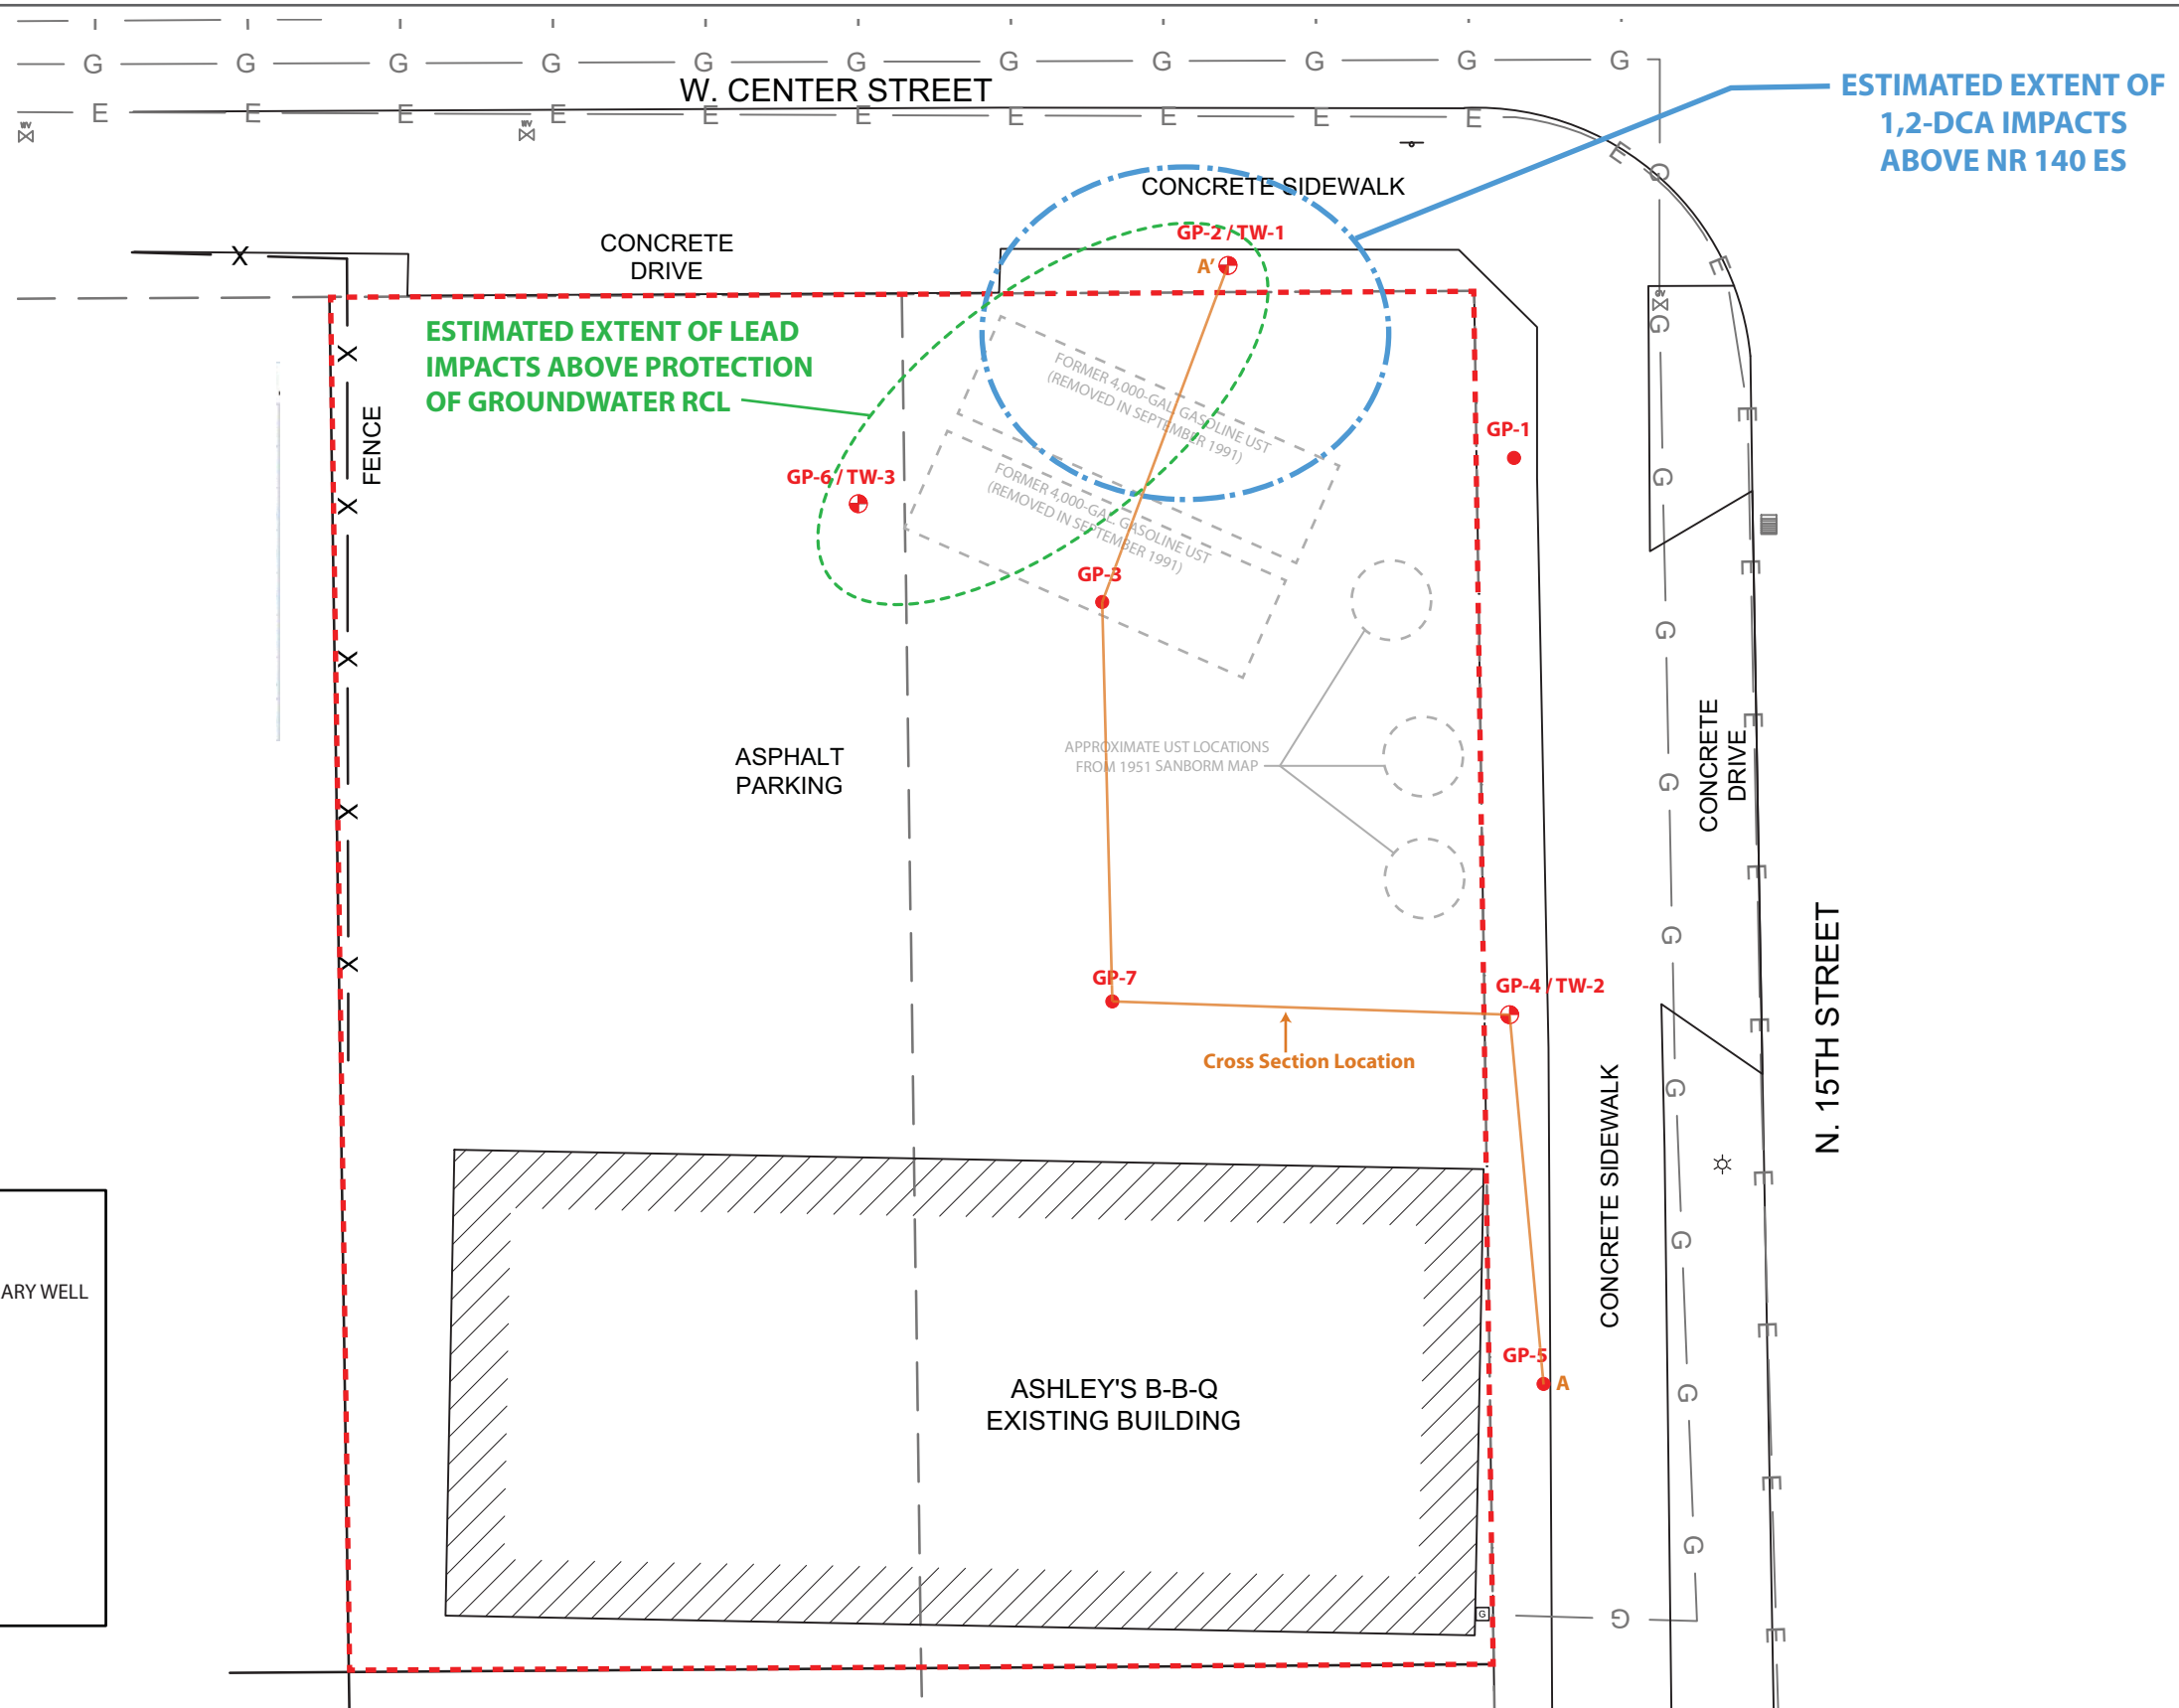 G G G G G G G G G G G
W. CENTER STREET
E E E E E E E E E E
WV
WV
ESTIMATED EXTENT OF
1,2-DCA IMPACTS
ABOVE NR 140 ES
E
G
E
CONCRETE SIDEWALK
GP-2 / TW-1
A'
CONCRETE
DRIVE
X
ESTIMATED EXTENT OF LEAD
IMPACTS ABOVE PROTECTION
OF GROUNDWATER RCL
FORMER 4,000-GAL. GASOLINE UST
(REMOVED IN SEPTEMBER 1991)
FORMER 4,000-GAL. GASOLINE UST
(REMOVED IN SEPTEMBER 1991)
FENCE
X
X
X
X
X
GP-1
GP-6 / TW-3
GP-3
ASPHALT
PARKING
APPROXIMATE UST LOCATIONS
FROM 1951 SANBORM MAP
CONCRETE
DRIVE
G G G G G G G G G
E E E E E E E E E
GP-7
GP-4 / TW-2
Cross Section Location
N. 15TH STREET
CONCRETE SIDEWALK
ARY WELL
GP-5
A
ASHLEY'S B-B-Q
EXISTING BUILDING
G
G